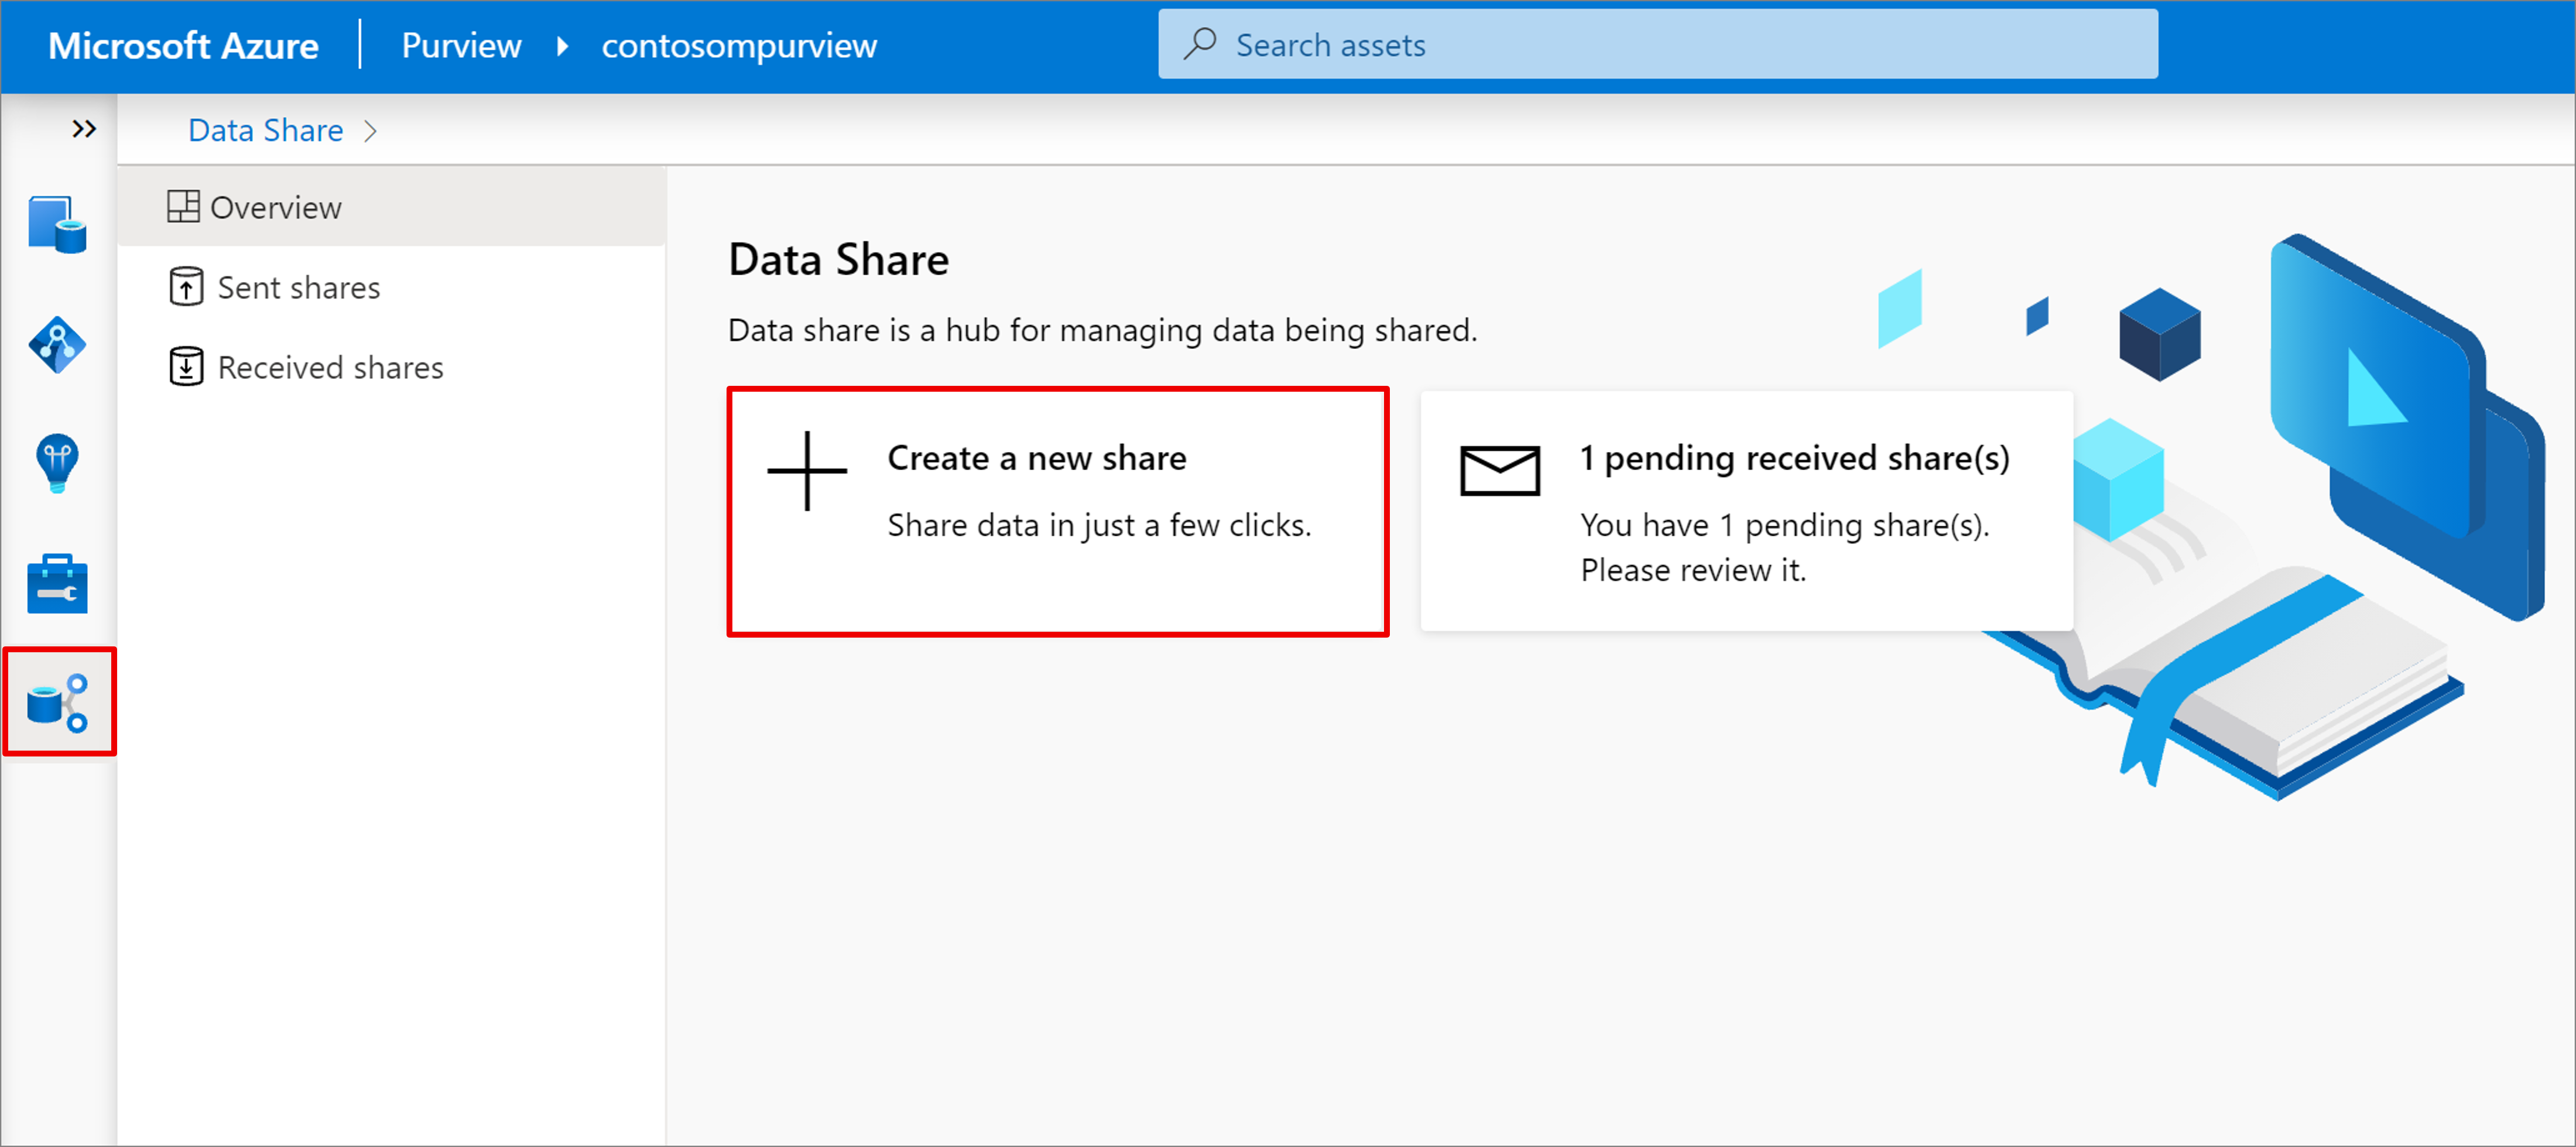 Microsoft Azure
Purview
contosompurview
Search assets
Data Share
Overview
Sent shares
Received shares
Data Share
Data share is a hub for managing data being shared.
Create a new share
Share data in just a few clicks.
1 pending received share(s)
You have 1 pending share(s).
Please review it.